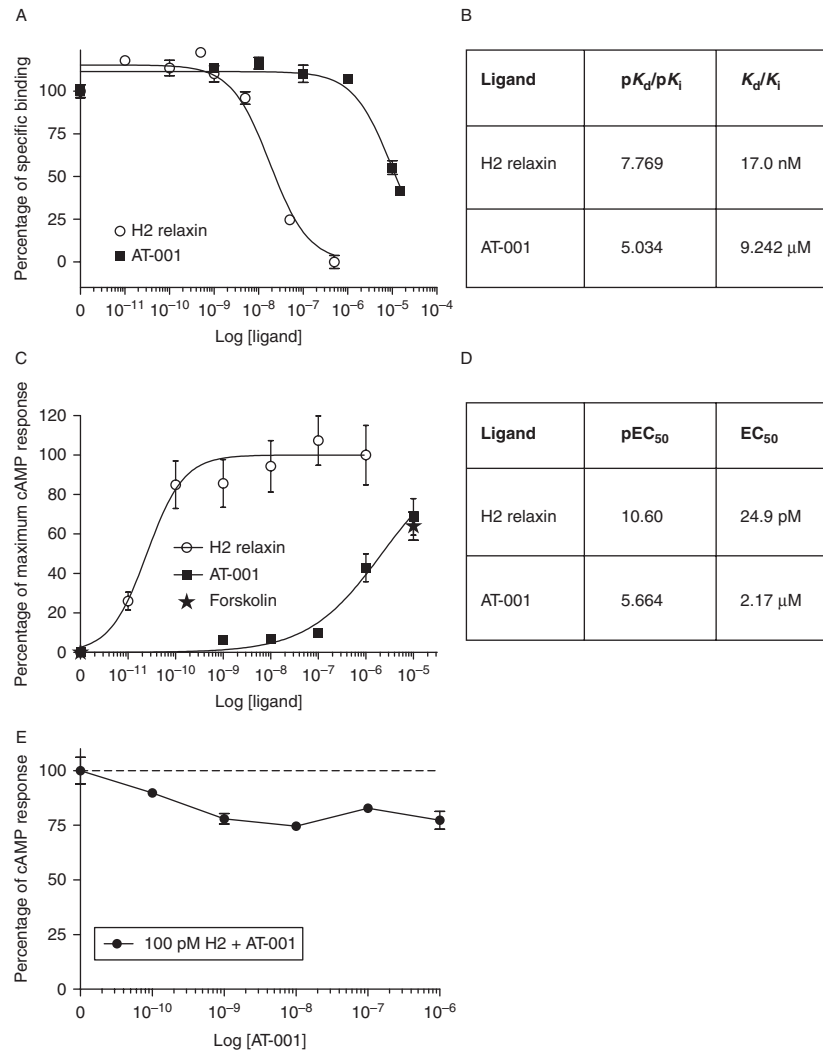 A
Percentage of specific binding
100
75
50
25
0
H2 relaxin
AT-001
0 10⁻¹¹ 10⁻¹⁰ 10⁻⁹ 10⁻⁸ 10⁻⁷ 10⁻⁶ 10⁻⁵ 10⁻⁴
Log [ligand]
B
Ligand pKd/pKi Kd/Ki
H2 relaxin 7.769 17.0 nM
AT-001 5.034 9.242 μM
C
Percentage of maximum cAMP response
120
100
80
60
40
20
0
H2 relaxin
AT-001
Forskolin
0 10⁻¹¹ 10⁻¹⁰ 10⁻⁹ 10⁻⁸ 10⁻⁷ 10⁻⁶ 10⁻⁵
Log [ligand]
D
Ligand pEC₅₀ EC₅₀
H2 relaxin 10.60 24.9 pM
AT-001 5.664 2.17 μM
E
Percentage of cAMP response
100
75
50
25
0
100 pM H2 + AT-001
0 10⁻¹⁰ 10⁻⁹ 10⁻⁸ 10⁻⁷ 10⁻⁶
Log [AT-001]